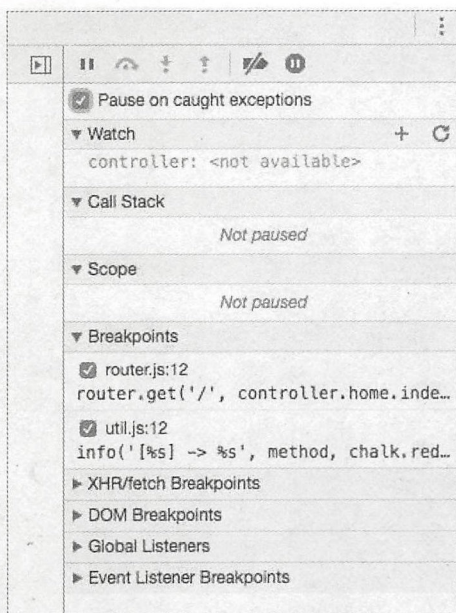 Pause on caught exceptions
Watch
controller: <not available>
Call Stack
Not paused
Scope
Not paused
Breakpoints
router.js:12
router.get('/', controller.home.inde…
util.js:12
info('[%s] -> %s', method, chalk.red…
XHR/fetch Breakpoints
DOM Breakpoints
Global Listeners
Event Listener Breakpoints